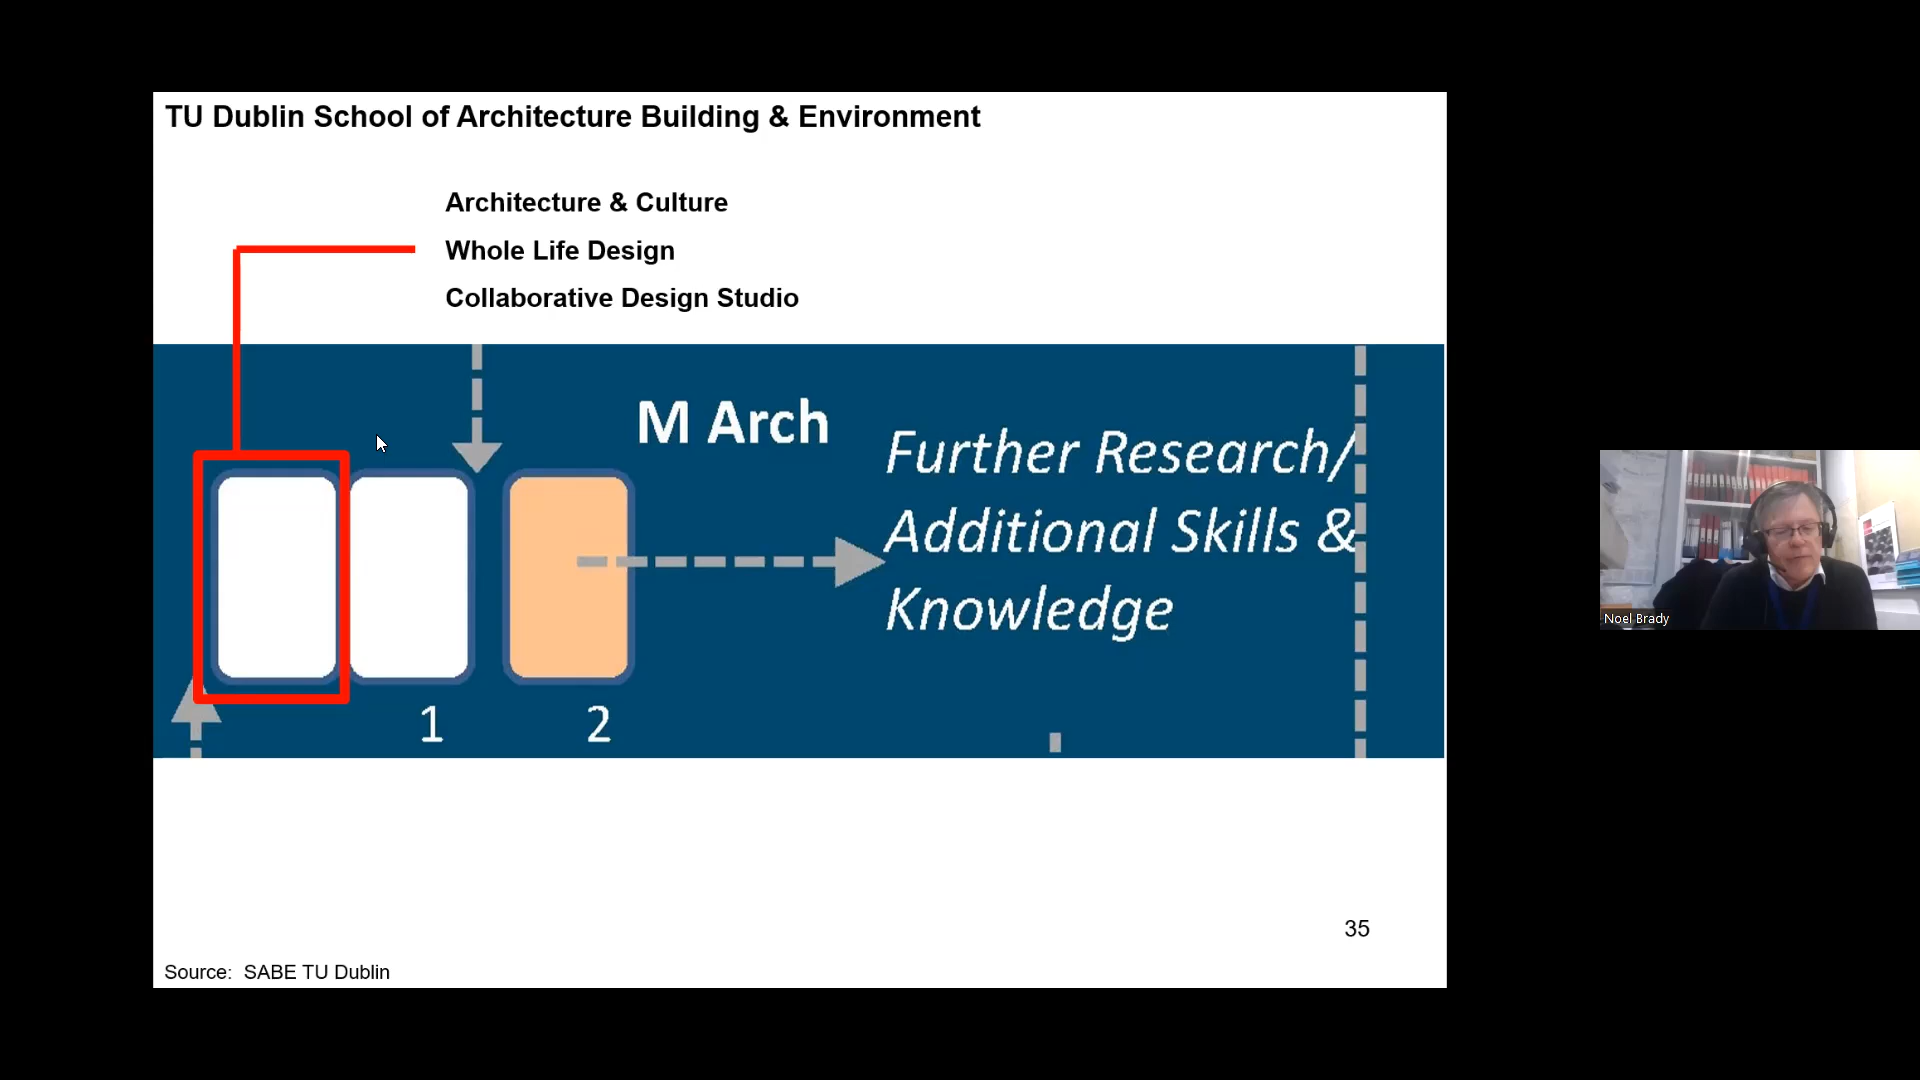 TU Dublin School of Architecture Building & Environment
Architecture & Culture
Whole Life Design
Collaborative Design Studio
M Arch
Further Research/
Additional Skills &
Knowledge
1
2
35
Source: SABE TU Dublin
Noel Brady